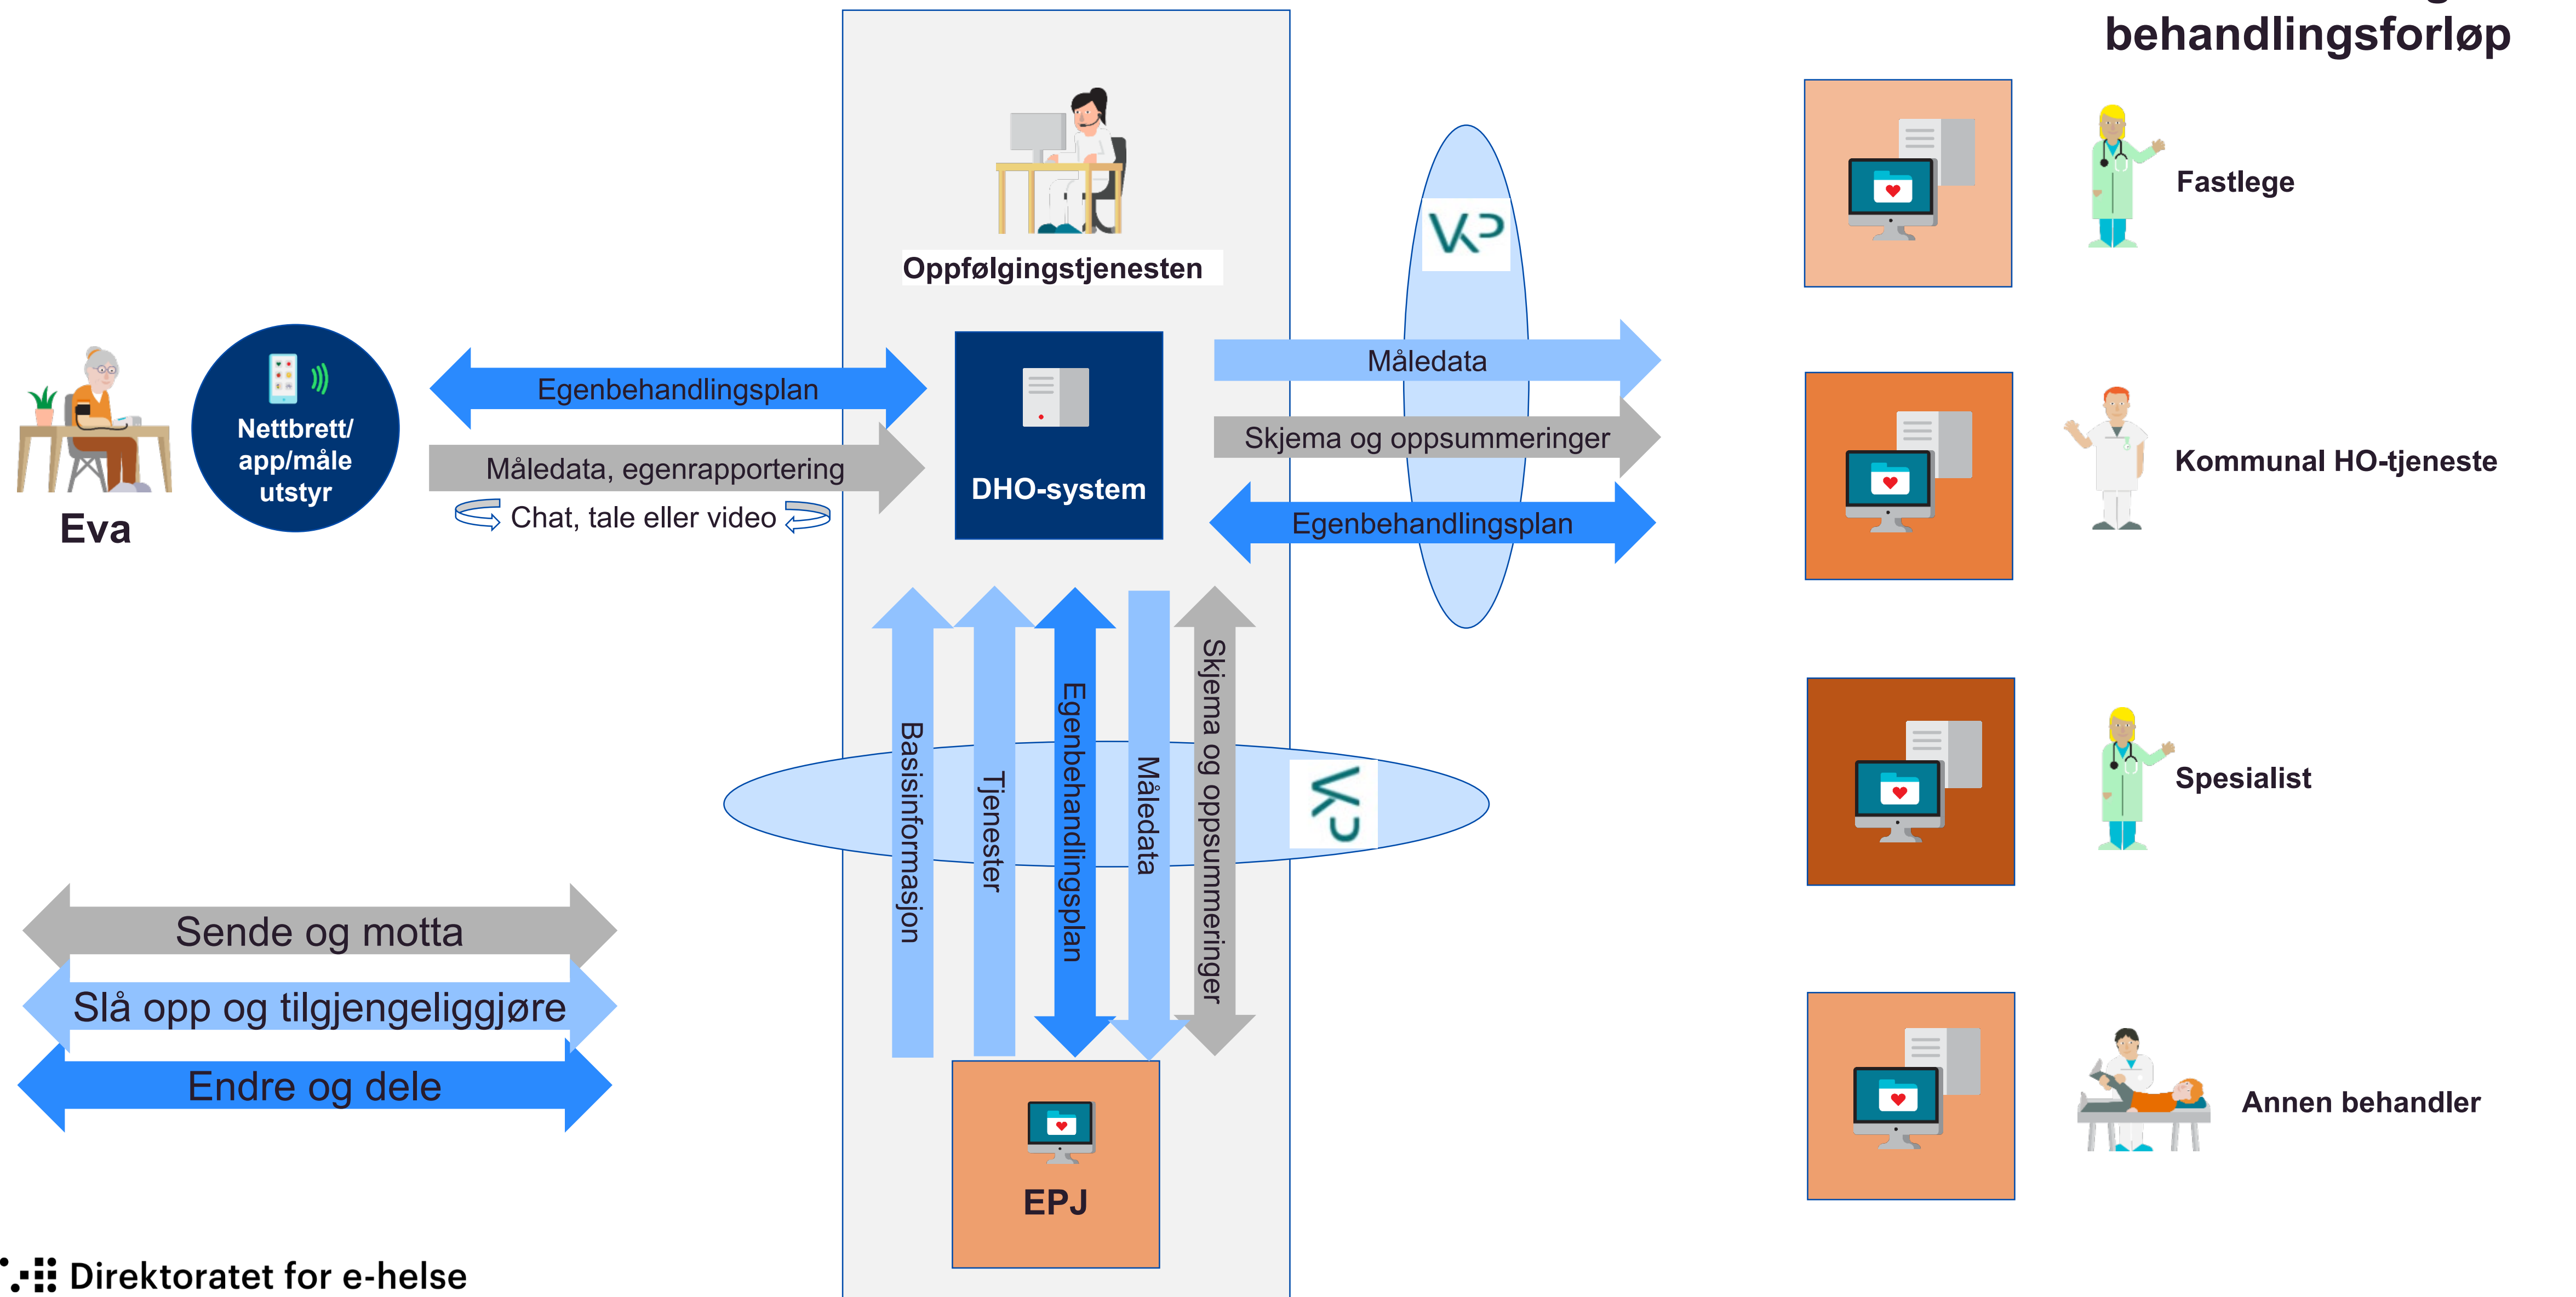 behandlingsforløp
Fastlege
Oppfølgingstjenesten
VKP
Måledata
Egenbehandlingsplan
Nettbrett/
app/måle
utstyr
Skjema og oppsummeringer
Kommunal HO-tjeneste
Måledata, egenrapportering
DHO-system
Chat, tale eller video
Eva
Egenbehandlingsplan
Basisinformasjon
Tjenester
Egenbehandlingsplan
Måledata
Skjema og oppsummeringer
VKP
Spesialist
Sende og motta
Slå opp og tilgjengeliggjøre
Endre og dele
Annen behandler
EPJ
Direktoratet for e-helse